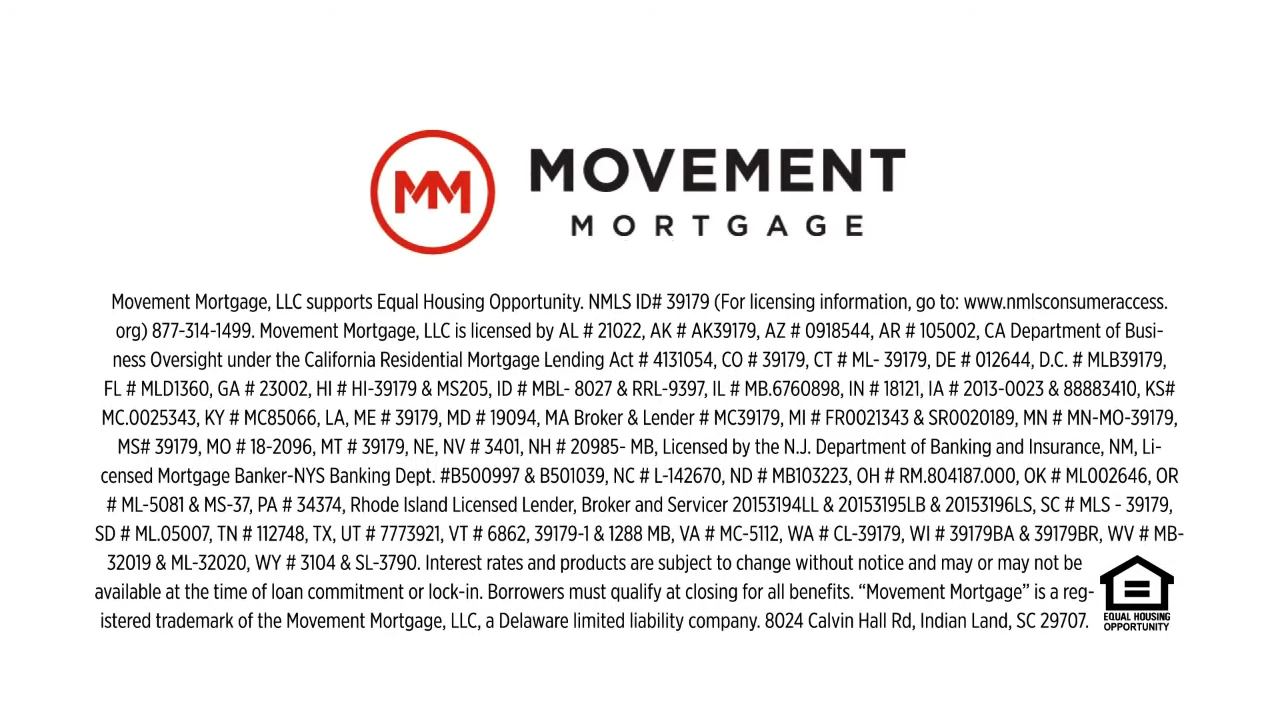 MM
MOVEMENT
MORTGAGE
Movement Mortgage, LLC supports Equal Housing Opportunity. NMLS ID# 39179 (For licensing information, go to: www.nmlsconsumeraccess.
org) 877-314-1499. Movement Mortgage, LLC is licensed by AL # 21022, AK # AK39179, AZ # 0918544, AR # 105002, CA Department of Busi-
ness Oversight under the California Residential Mortgage Lending Act # 4131054, CO # 39179, CT # ML- 39179, DE # 012644, D.C. # MLB39179,
FL # MLD1360, GA # 23002, HI # HI-39179 & MS205, ID # MBL- 8027 & RRL-9397, IL # MB.6760898, IN # 18121, IA # 2013-0023 & 88883410, KS#
MC.0025343, KY # MC85066, LA, ME # 39179, MD # 19094, MA Broker & Lender # MC39179, MI # FR0021343 & SR0020189, MN # MN-MO-39179,
MS# 39179, MO # 18-2096, MT # 39179, NE, NV # 3401, NH # 20985- MB, Licensed by the N.J. Department of Banking and Insurance, NM, Li-
censed Mortgage Banker-NYS Banking Dept. #B500997 & B501039, NC # L-142670, ND # MB103223, OH # RM.804187.000, OK # ML002646, OR
# ML-5081 & MS-37, PA # 34374, Rhode Island Licensed Lender, Broker and Servicer 20153194LL & 20153195LB & 20153196LS, SC # MLS - 39179,
SD # ML.05007, TN # 112748, TX, UT # 7773921, VT # 6862, 39179-1 & 1288 MB, VA # MC-5112, WA # CL-39179, WI # 39179BA & 39179BR, WV # MB-
32019 & ML-32020, WY # 3104 & SL-3790. Interest rates and products are subject to change without notice and may or may not be
available at the time of loan commitment or lock-in. Borrowers must qualify at closing for all benefits. “Movement Mortgage” is a reg-
istered trademark of the Movement Mortgage, LLC, a Delaware limited liability company. 8024 Calvin Hall Rd, Indian Land, SC 29707.
EQUAL HOUSING
OPPORTUNITY